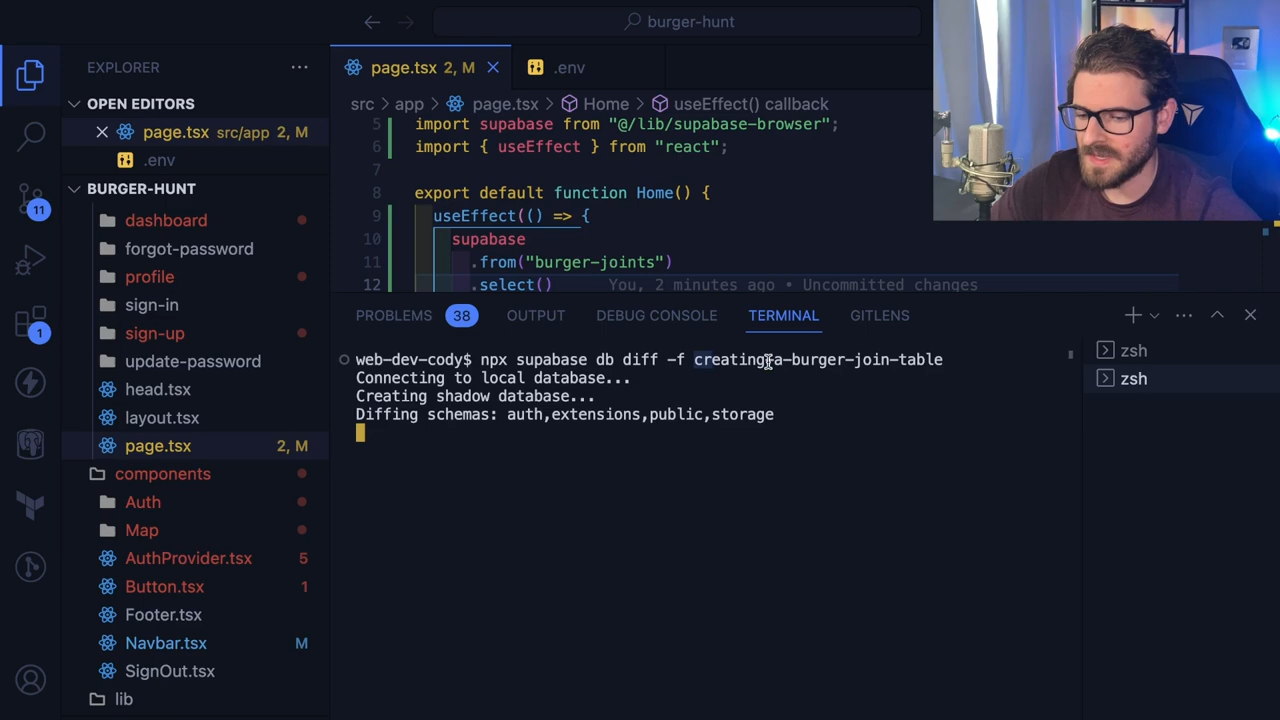 burger-hunt
EXPLORER
OPEN EDITORS
page.tsx src/app 2, M
.env
BURGER-HUNT
dashboard
forgot-password
profile
sign-in
sign-up
update-password
head.tsx
layout.tsx
page.tsx 2, M
components
Auth
Map
AuthProvider.tsx 5
Button.tsx 1
Footer.tsx
Navbar.tsx M
SignOut.tsx
lib
11
1
page.tsx 2, M
.env
src > app > page.tsx > Home > useEffect() callback
5 import supabase from "@/lib/supabase-browser";
6 import { useEffect } from "react";
7
8 export default function Home() {
9 useEffect(() => {
10 supabase
11 .from("burger-joints")
12 .select() You, 2 minutes ago • Uncommitted changes
PROBLEMS 38 OUTPUT DEBUG CONSOLE TERMINAL GITLENS
web-dev-cody$ npx supabase db diff -f creating-a-burger-join-table
Connecting to local database...
Creating shadow database...
Diffing schemas: auth,extensions,public,storage
zsh
zsh